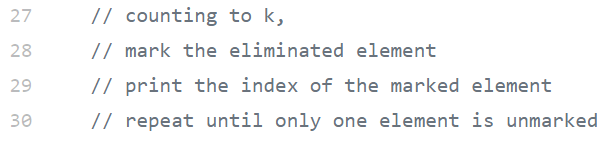 27 // counting to k,
28 // mark the eliminated element
29 // print the index of the marked element
30 // repeat until only one element is unmarked